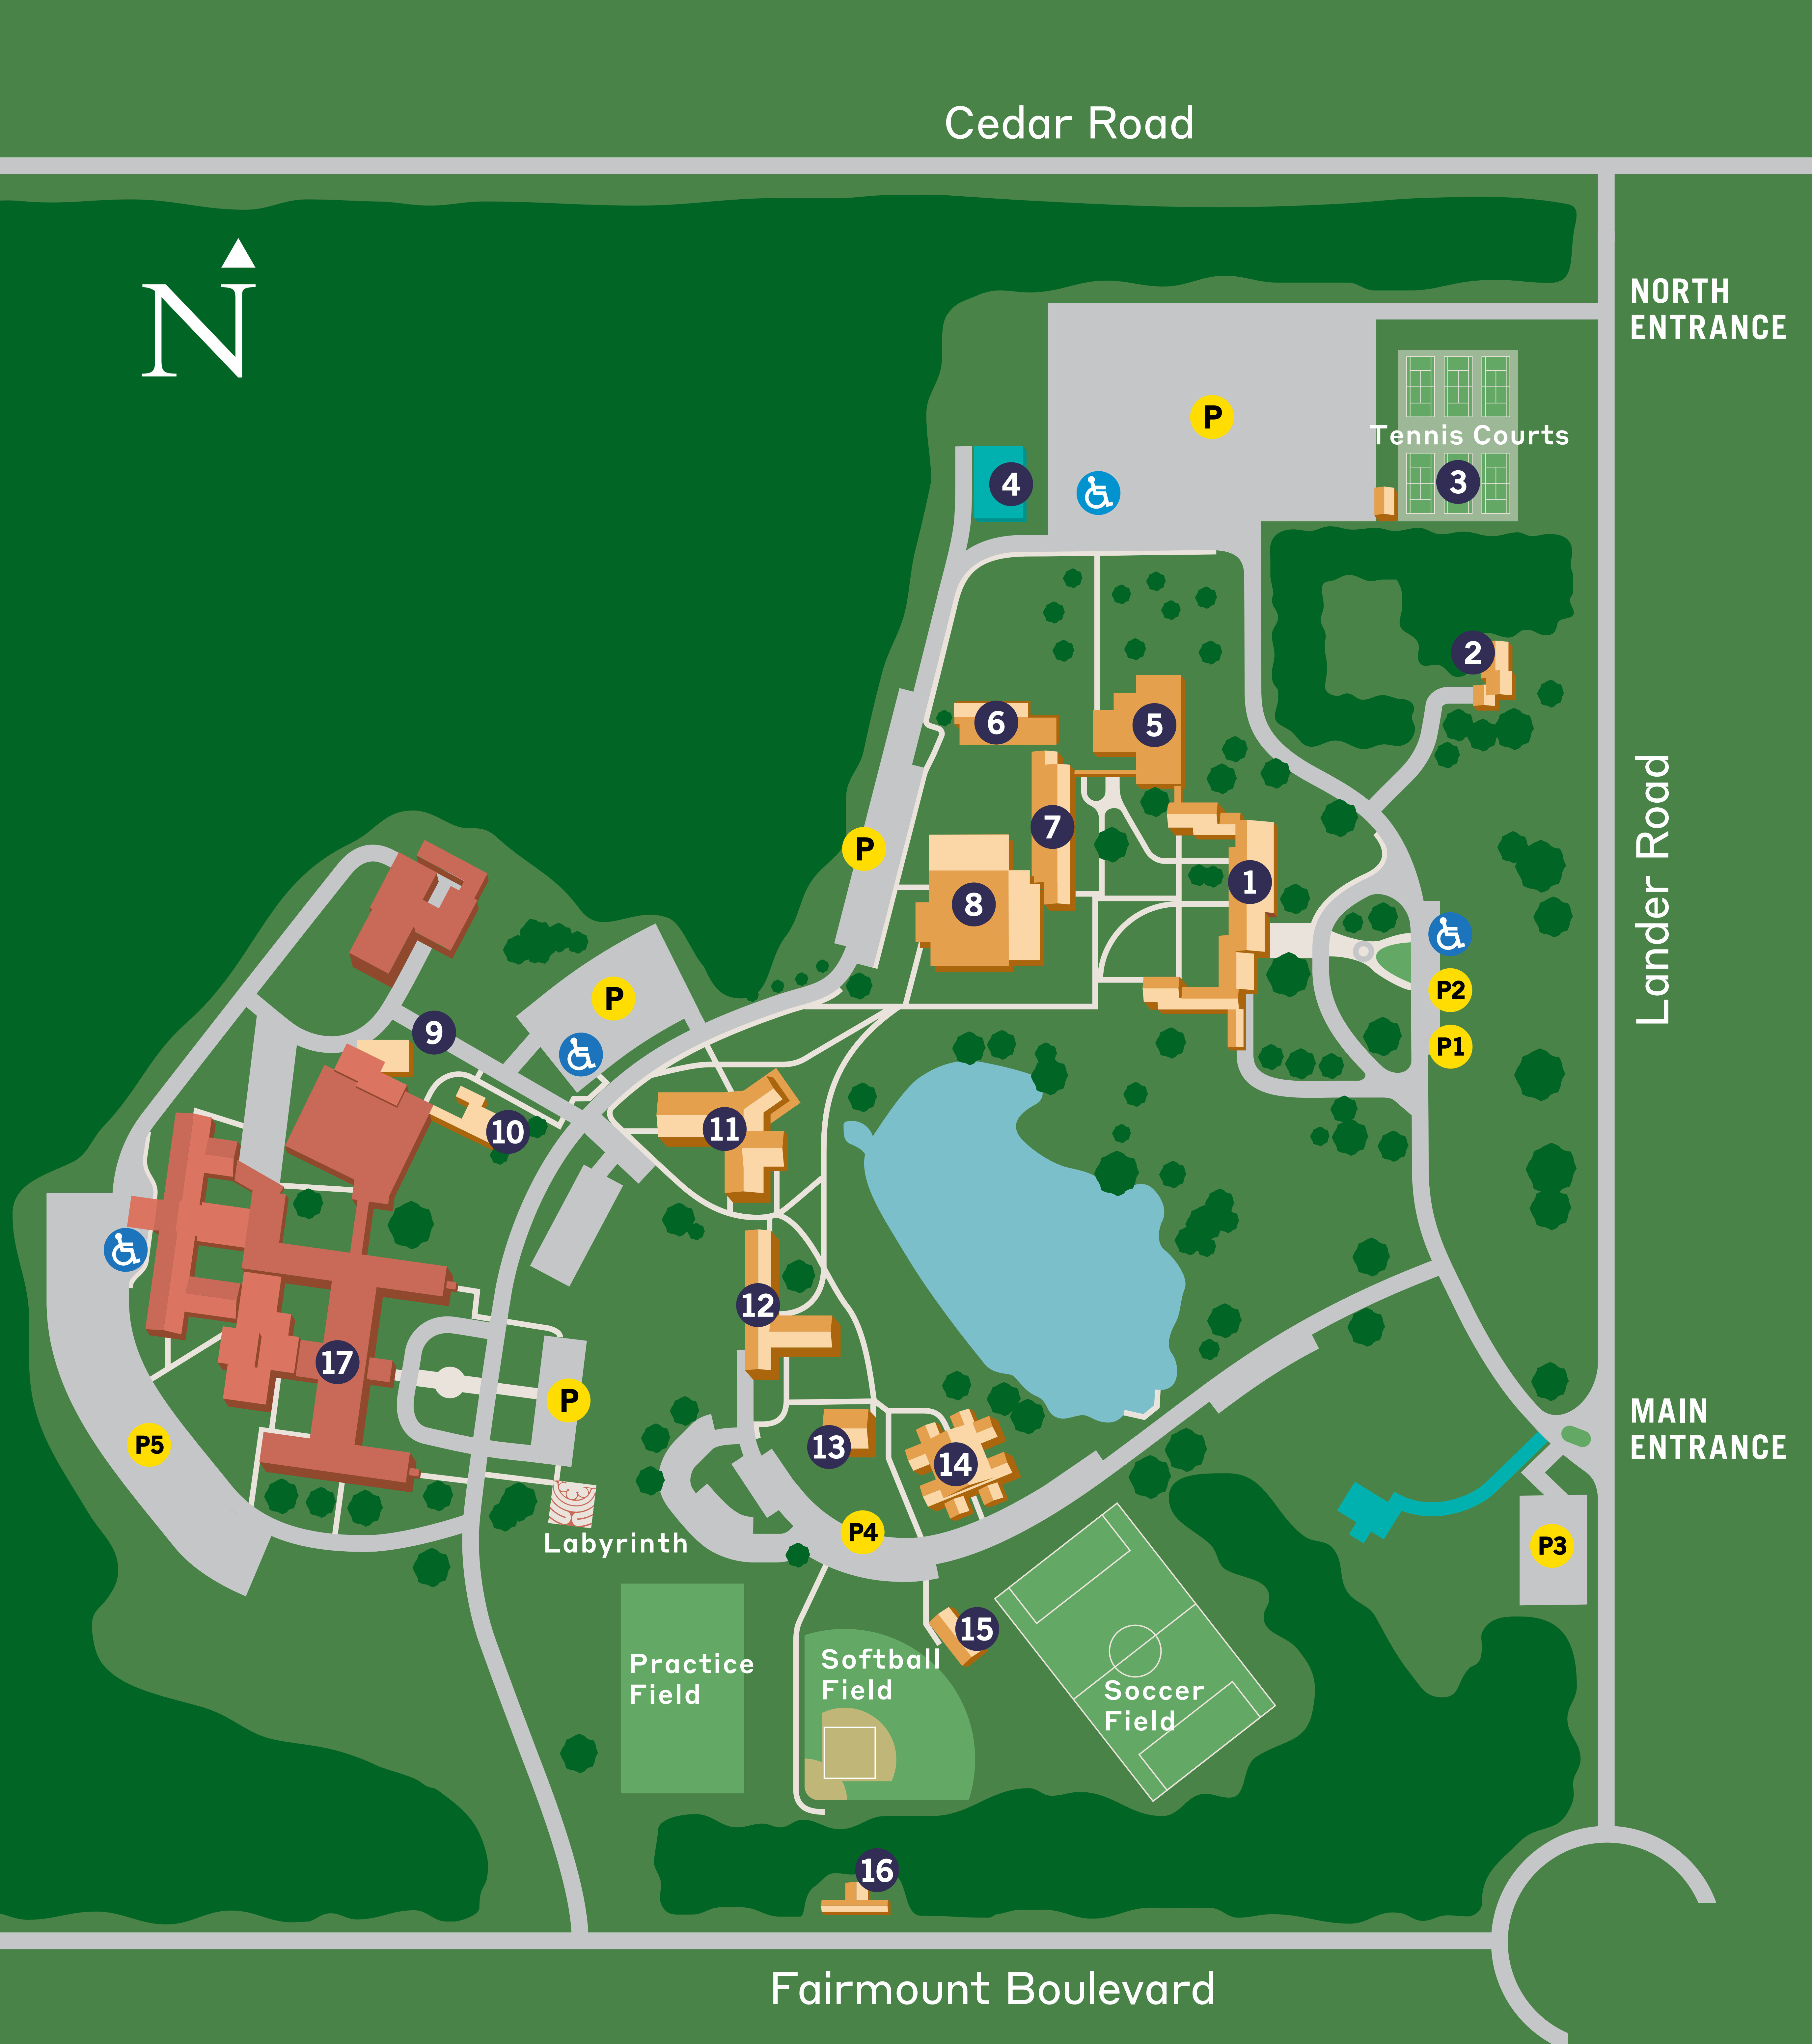 Cedar Road
N
NORTH
ENTRANCE
P
Tennis Courts
4
3
2
6
5
Lander Road
7
P
1
8
P2
P
9
P1
11
10
12
17
P
MAIN
ENTRANCE
P5
13
14
P4
Labyrinth
P3
15
Practice
Field
Softball
Field
Soccer
Field
16
Fairmount Boulevard